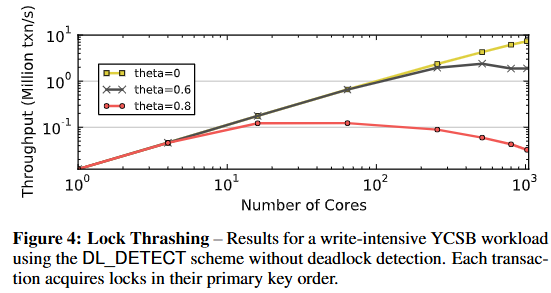 Throughput (Million txn/s)
10^1
10^0
10^-1
theta=0
theta=0.6
theta=0.8
10^0 10^1 10^2 10^3
Number of Cores
Figure 4: Lock Thrashing – Results for a write-intensive YCSB workload
using the DL_DETECT scheme without deadlock detection. Each transac-
tion acquires locks in their primary key order.